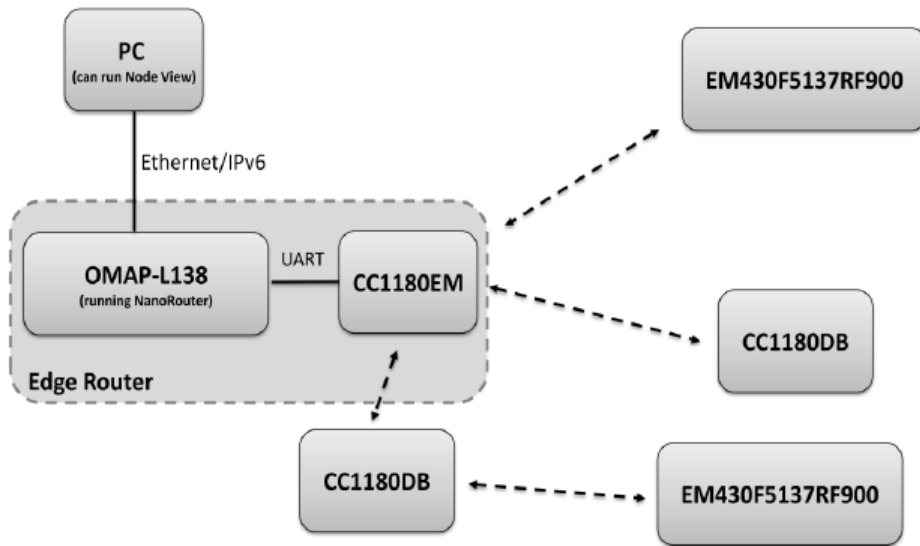 PC
(can run Node View)
EM430F5137RF900
Ethernet/IPv6
OMAP-L138
(running NanoRouter)
UART
CC1180EM
CC1180DB
Edge Router
CC1180DB
EM430F5137RF900